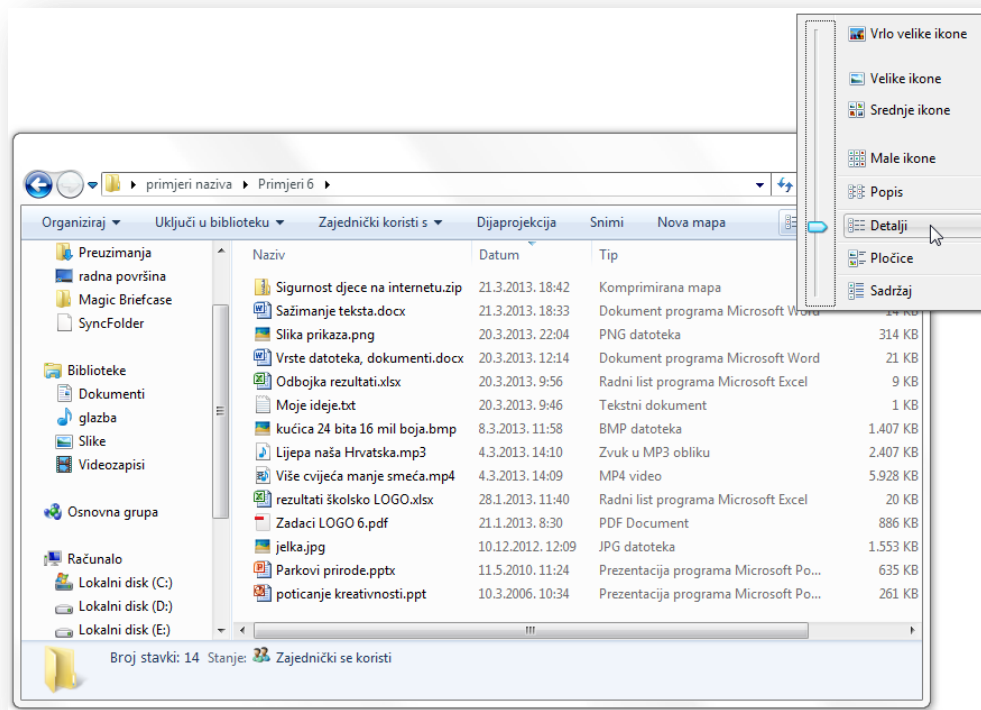 Vrlo velike ikone
Velike ikone
Srednje ikone
Male ikone
Popis
Detalji
Pločice
Sadržaj
primjeri naziva Primjeri 6
Organiziraj Uključi u biblioteku Zajednički koristi s Dijaprojekcija Snimi Nova mapa
Preuzimanja
radna površina
Magic Briefcase
SyncFolder
Biblioteke
Dokumenti
glazba
Slike
Videozapisi
Osnovna grupa
Računalo
Lokalni disk (C:)
Lokalni disk (D:)
Lokalni disk (E:)
Naziv Datum Tip
Sigurnost djece na internetu.zip 21.3.2013. 18:42 Komprimirana mapa
Sažimanje teksta.docx 21.3.2013. 18:33 Dokument programa Microsoft Word 14 KB
Slika prikaza.png 20.3.2013. 22:04 PNG datoteka 314 KB
Vrste datoteka, dokumenti.docx 20.3.2013. 12:14 Dokument programa Microsoft Word 21 KB
Odbojka rezultati.xlsx 20.3.2013. 9:56 Radni list programa Microsoft Excel 9 KB
Moje ideje.txt 20.3.2013. 9:46 Tekstni dokument 1 KB
kućica 24 bita 16 mil boja.bmp 8.3.2013. 11:58 BMP datoteka 1.407 KB
Lijepa naša Hrvatska.mp3 4.3.2013. 14:10 Zvuk u MP3 obliku 2.407 KB
Više cvijeća manje smeća.mp4 4.3.2013. 14:09 MP4 video 5.928 KB
rezultati školsko LOGO.xlsx 28.1.2013. 11:40 Radni list programa Microsoft Excel 20 KB
Zadaci LOGO 6.pdf 21.1.2013. 8:30 PDF Document 886 KB
jelka.jpg 10.12.2012. 12:09 JPG datoteka 1.553 KB
Parkovi prirode.pptx 11.5.2010. 11:24 Prezentacija programa Microsoft Po... 635 KB
poticanje kreativnosti.ppt 10.3.2006. 10:34 Prezentacija programa Microsoft Po... 261 KB
Broj stavki: 14 Stanje: Zajednički se koristi